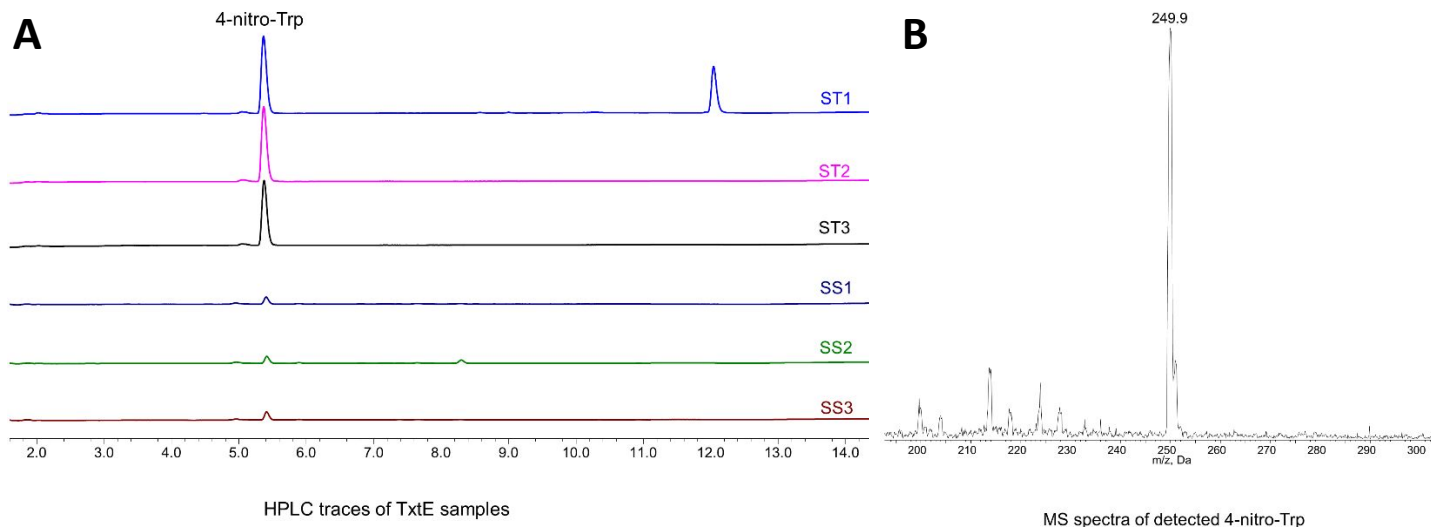 A
4-nitro-Trp
ST1
ST2
ST3
SS1
SS2
SS3
2.0 4.0 5.0 6.0 7.0 8.0 9.0 10.0 11.0 12.0 13.0 14.0
HPLC traces of TxtE samples
B
249.9
200 210 220 230 240 250 260 270 280 290 300
m/z, Da
MS spectra of detected 4-nitro-Trp